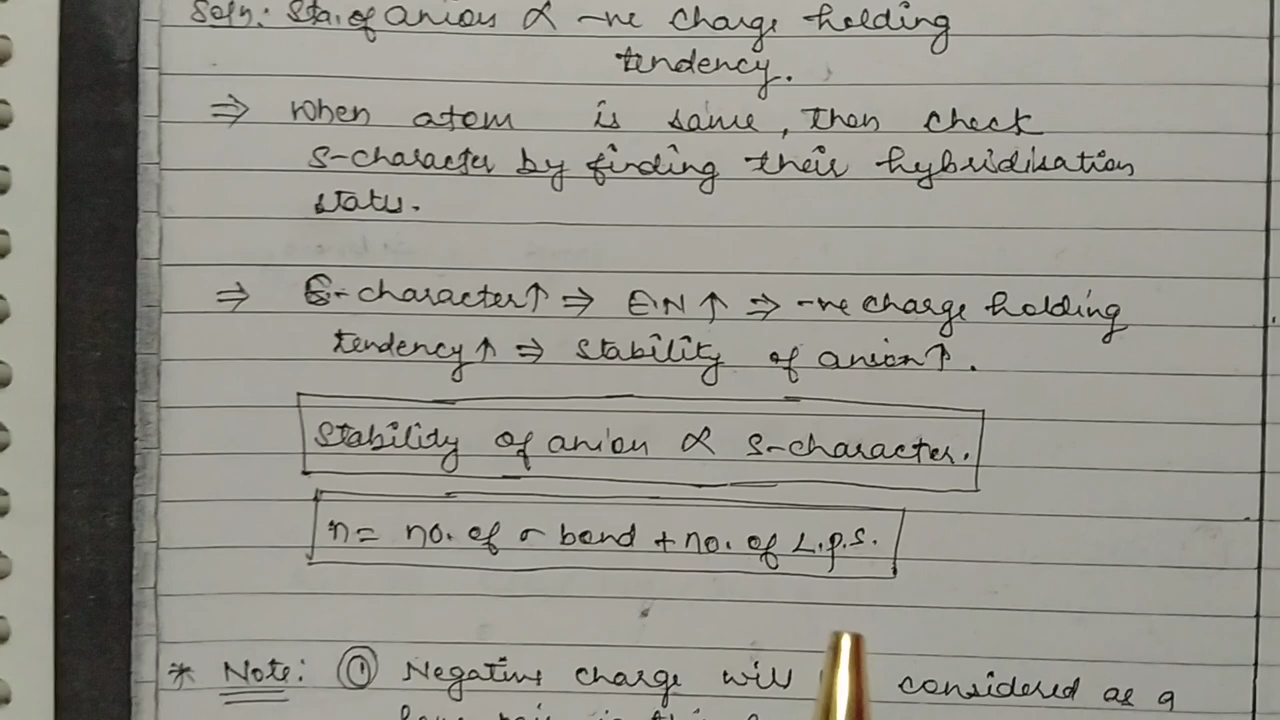 Soln: Sta. of anion ∝ -ve charge holding
tendency.
⇒ When atom is same, then check
s-character by finding their hybridisation
state.
⇒ S-character↑ ⇒ EN↑ ⇒ -ve charge holding
tendency↑ ⇒ stability of anion↑.
Stability of anion ∝ s-character.
n = no. of σ bond + no. of L.p.s.
* Note: ① Negative charge will considered as a